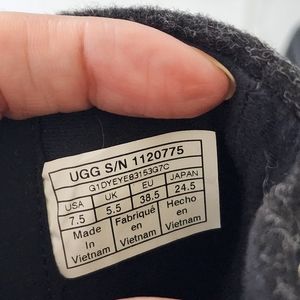 UGG S/N 1120775
G1DYEYE83153G7C
USA UK EU JAPAN
7.5 5.5 38.5 24.5
Made Fabriqué Hecho
In en en
Vietnam Vietnam Vietnam